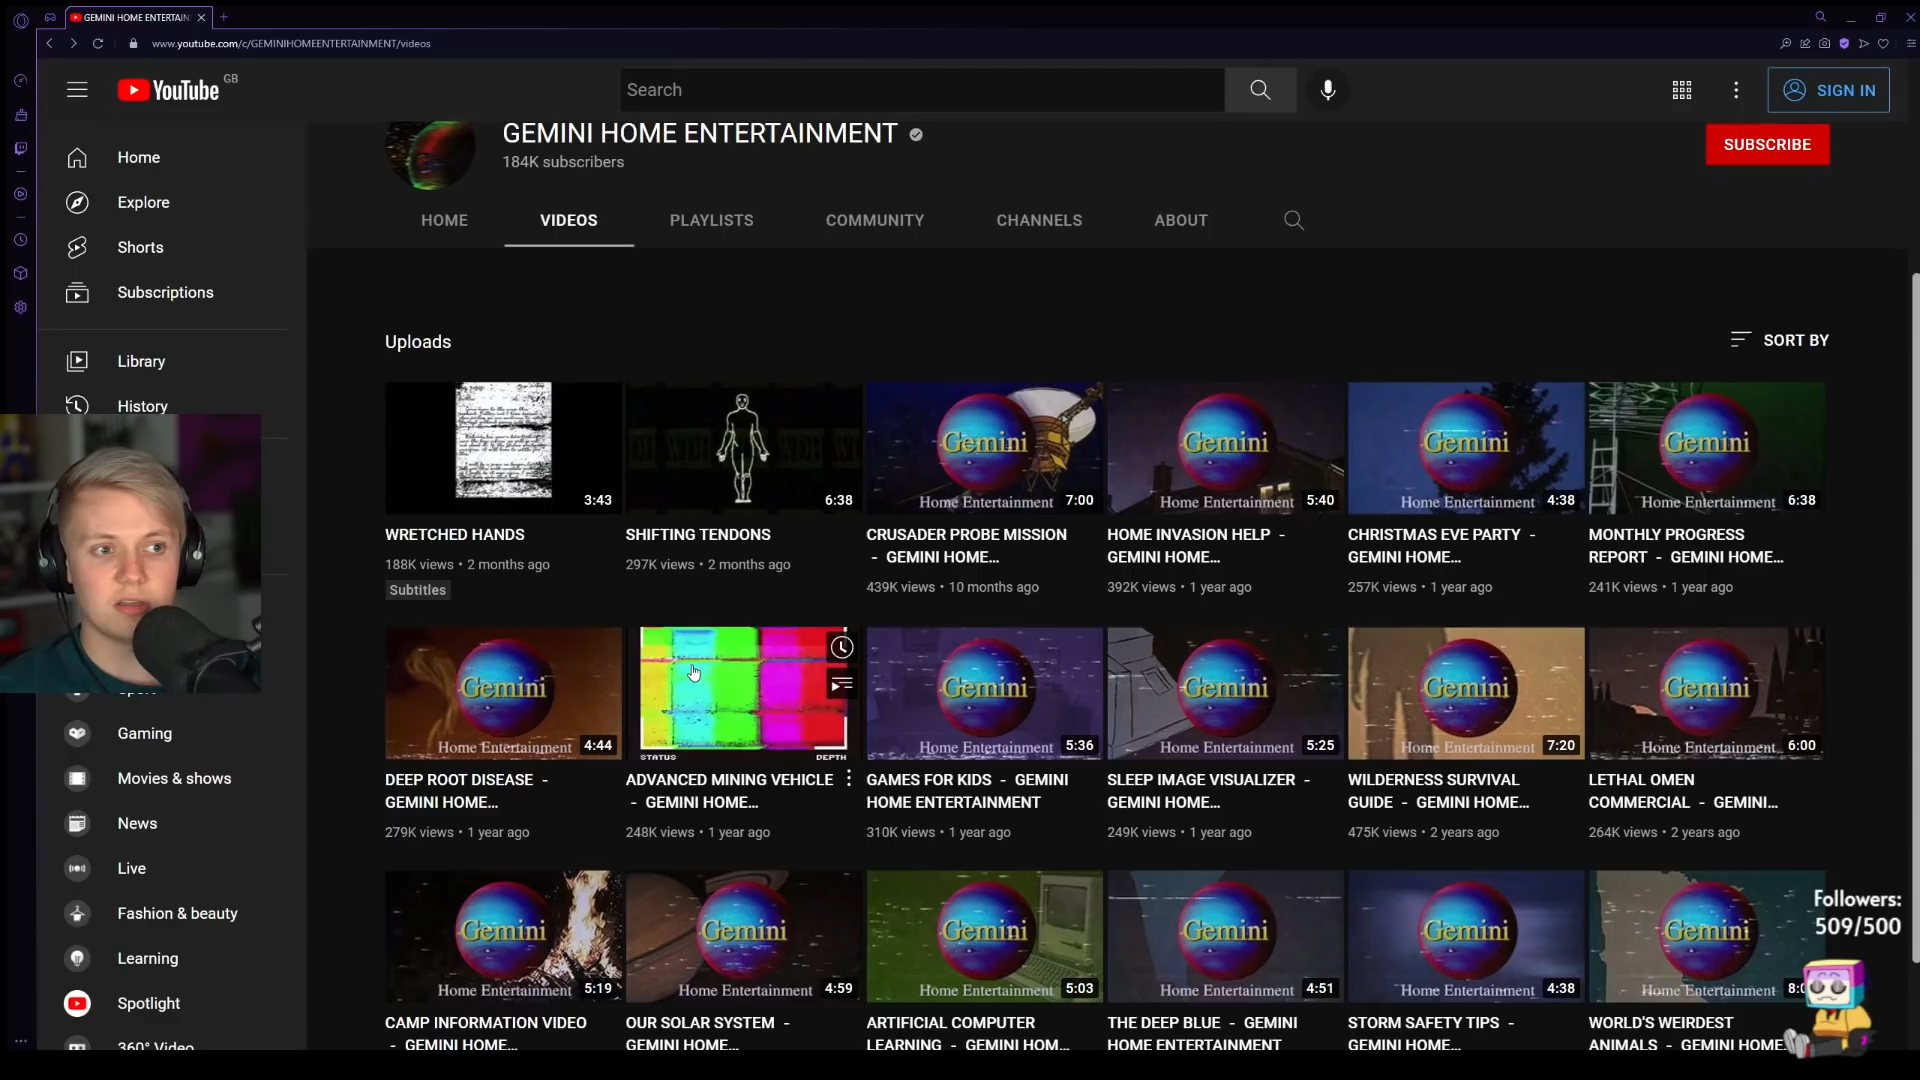 GEMINI HOME ENTERTAIN
www.youtube.com/c/GEMINIHOMEENTERTAINMENT/videos
YouTube GB
Search
SIGN IN
GEMINI HOME ENTERTAINMENT
184K subscribers
SUBSCRIBE
HOME
VIDEOS
PLAYLISTS
COMMUNITY
CHANNELS
ABOUT
Home
Explore
Shorts
Subscriptions
Library
History
Gaming
Movies & shows
News
Live
Fashion & beauty
Learning
Spotlight
360° Video
Uploads
SORT BY
3:43
WRETCHED HANDS
188K views • 2 months ago
Subtitles
6:38
SHIFTING TENDONS
297K views • 2 months ago
Gemini
Home Entertainment
7:00
CRUSADER PROBE MISSION
- GEMINI HOME...
439K views • 10 months ago
Gemini
Home Entertainment
5:40
HOME INVASION HELP -
GEMINI HOME...
392K views • 1 year ago
Gemini
Home Entertainment
4:38
CHRISTMAS EVE PARTY -
GEMINI HOME...
257K views • 1 year ago
Gemini
Home Entertainment
6:38
MONTHLY PROGRESS
REPORT - GEMINI HOME...
241K views • 1 year ago
Gemini
Home Entertainment
4:44
DEEP ROOT DISEASE -
GEMINI HOME...
279K views • 1 year ago
STATUS
DEPTH
ADVANCED MINING VEHICLE
- GEMINI HOME...
248K views • 1 year ago
Gemini
Home Entertainment
5:36
GAMES FOR KIDS - GEMINI
HOME ENTERTAINMENT
310K views • 1 year ago
Gemini
Home Entertainment
5:25
SLEEP IMAGE VISUALIZER -
GEMINI HOME...
249K views • 1 year ago
Gemini
Home Entertainment
7:20
WILDERNESS SURVIVAL
GUIDE - GEMINI HOME...
475K views • 2 years ago
Gemini
Home Entertainment
6:00
LETHAL OMEN
COMMERCIAL - GEMINI...
264K views • 2 years ago
Gemini
Home Entertainment
5:19
CAMP INFORMATION VIDEO
- GEMINI HOME...
Gemini
Home Entertainment
4:59
OUR SOLAR SYSTEM -
GEMINI HOME...
Gemini
Home Entertainment
5:03
ARTIFICIAL COMPUTER
LEARNING - GEMINI HOM...
Gemini
Home Entertainment
4:51
THE DEEP BLUE - GEMINI
HOME ENTERTAINMENT
Gemini
Home Entertainment
4:38
STORM SAFETY TIPS -
GEMINI HOME...
Gemini
Home Entertainment
WORLD'S WEIRDEST
ANIMALS - GEMINI HOME
Followers:
509/500